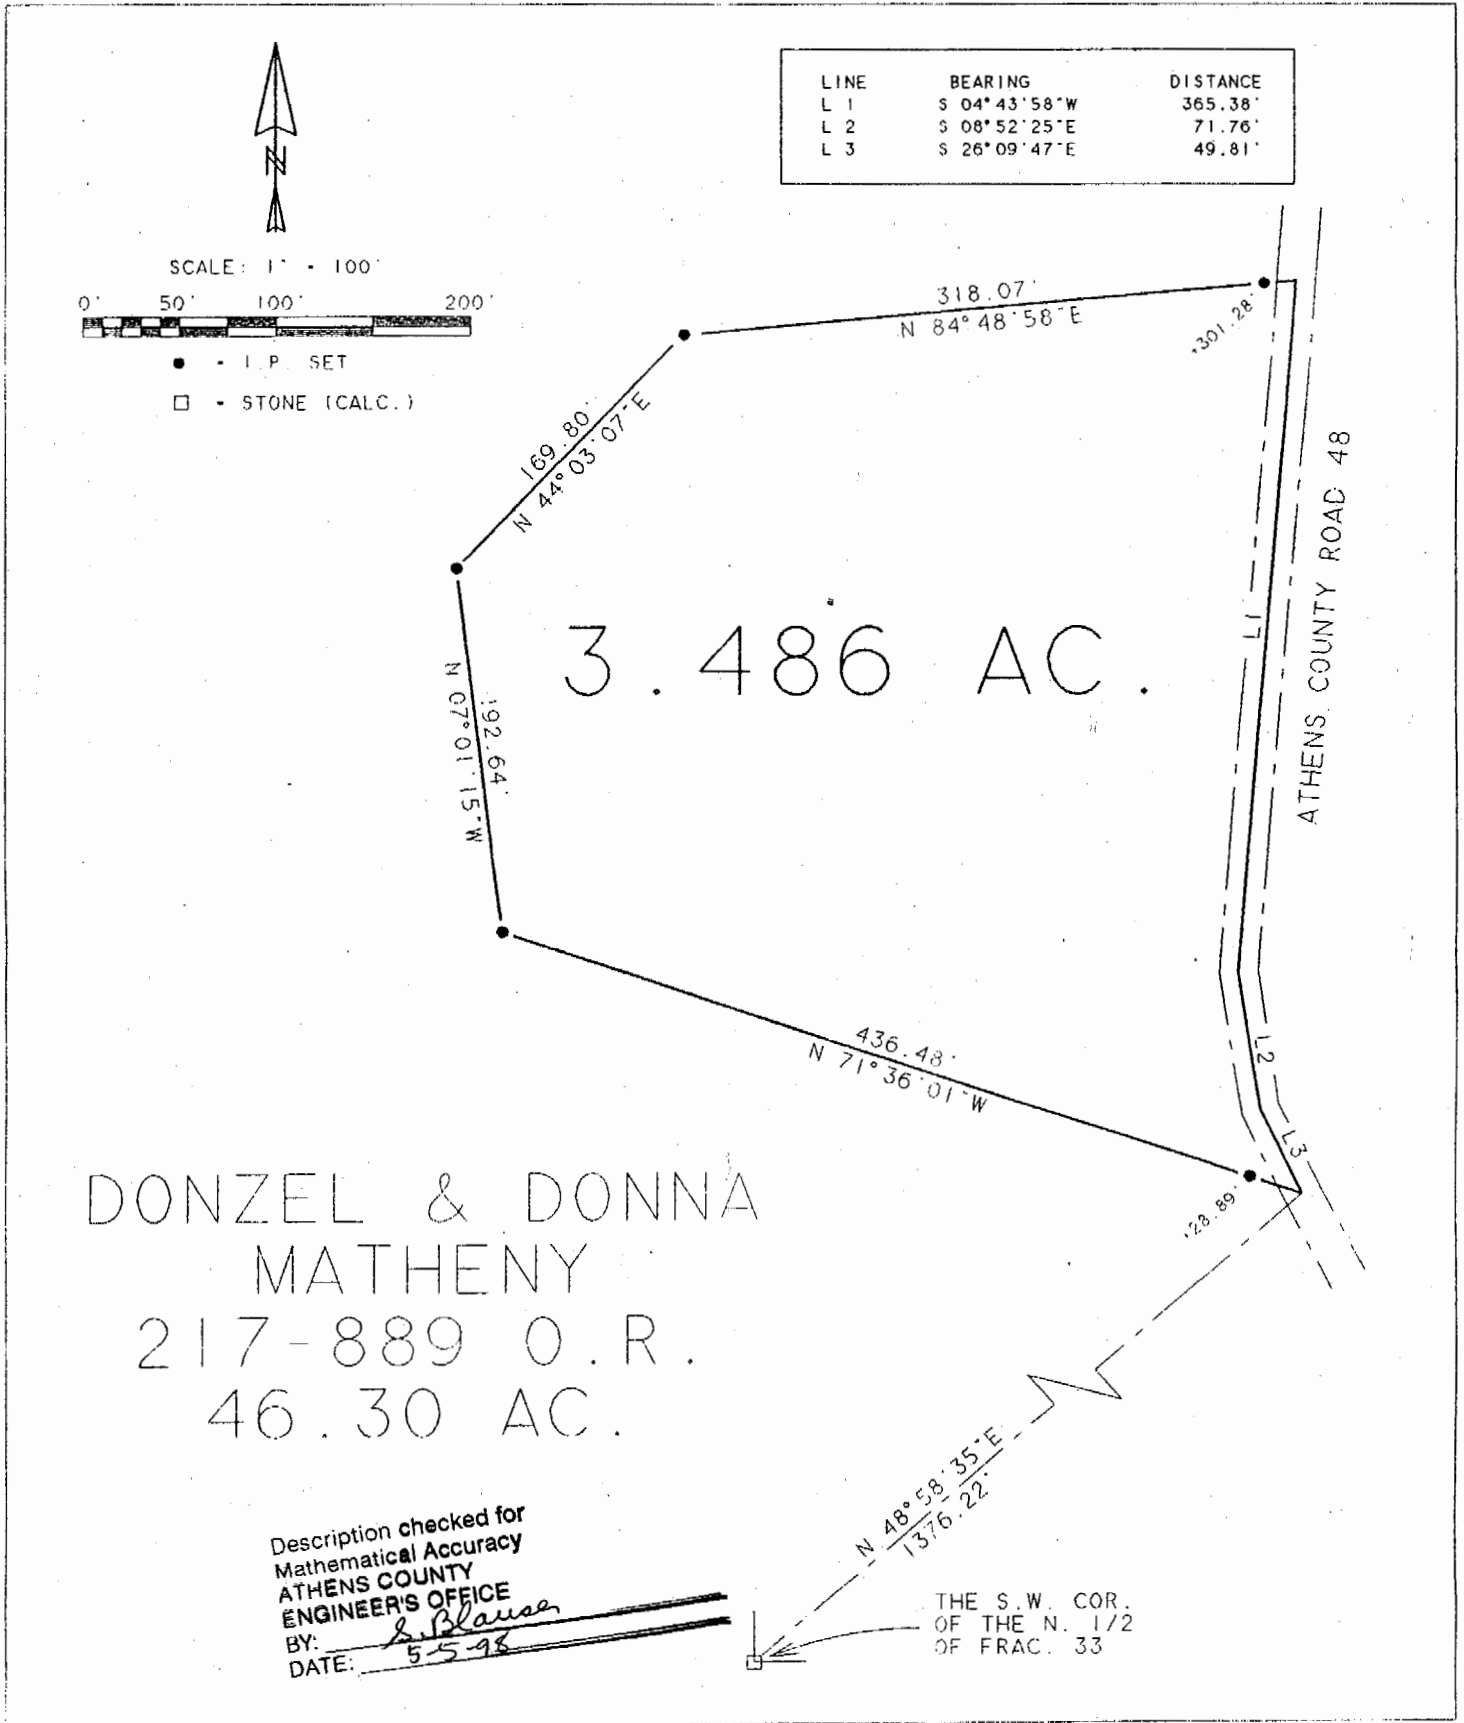 LINE BEARING DISTANCE
L 1 S 04°43'58"W 365.38'
L 2 S 08°52'25"E 71.76'
L 3 S 26°09'47"E 49.81'
N
SCALE: 1" - 100'
0' 50' 100' 200'
● - I.P. SET
□ - STONE (CALC.)
318.07'
N 84°48'58"E
+301.28'
169.80'
N 44°03'07"E
ATHENS COUNTY ROAD 48
L1
3.486 AC.
192.64'
N 07°01'15"W
436.48'
N 71°36'01"W
L2
L3
DONZEL & DONNA
MATHENY
217-889 O.R.
46.30 AC.
N 48°58'35"E
1376.22'
Description checked for
Mathematical Accuracy
ATHENS COUNTY
ENGINEER'S OFFICE
BY: S. Blauser
DATE: 5-5-98
THE S.W. COR.
OF THE N. 1/2
OF FRAC. 33